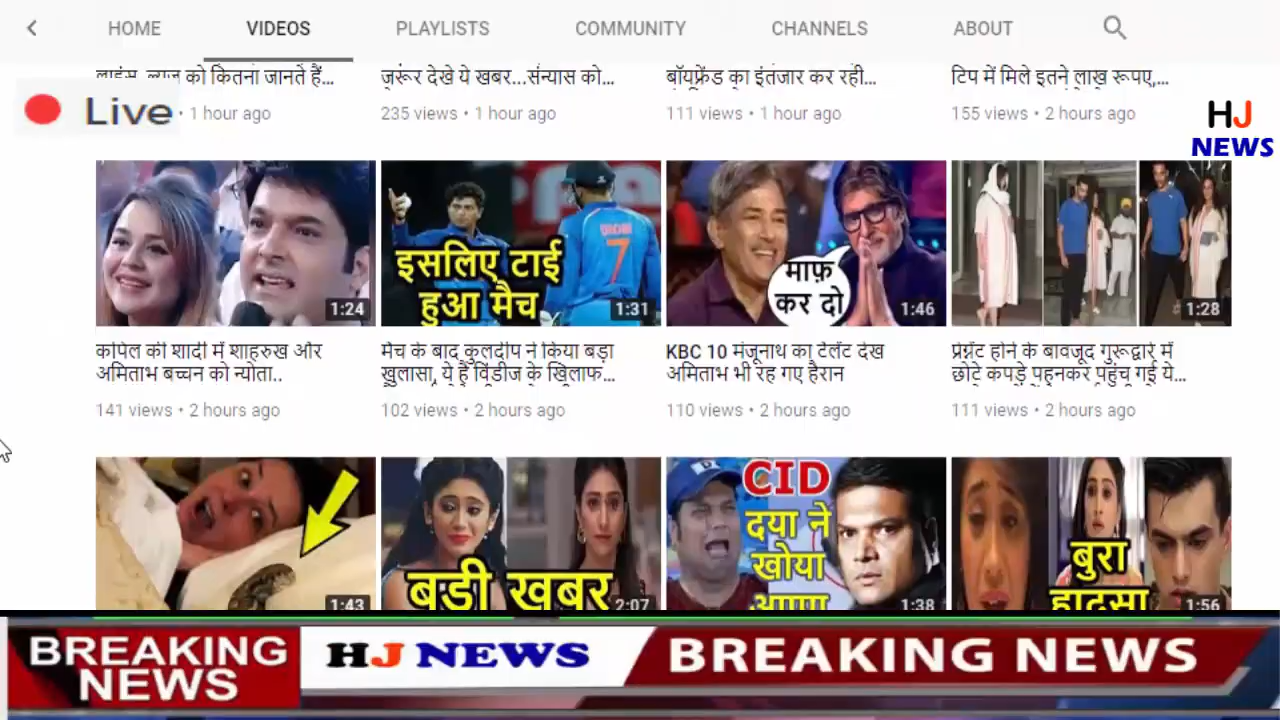 HOME
VIDEOS
PLAYLISTS
COMMUNITY
CHANNELS
ABOUT
को कितना जानते हैं...
ज़रूर देखे ये खबर...संन्यास को...
बॉयफ्रेंड का इंतजार कर रही...
टिप में मिले इतने लाख रूपए,...
Live
• 1 hour ago
235 views • 1 hour ago
111 views • 1 hour ago
155 views • 2 hours ago
HJ
NEWS
1:24
DHONI
7
इसलिए टाई
हुआ मैच
1:31
माफ़
कर दो
1:46
1:28
कपिल की शादी में शाहरुख और
अमिताभ बच्चन को न्योता..
141 views • 2 hours ago
मैच के बाद कुलदीप ने किया बड़ा
खुलासा, ये है विंडीज के खिलाफ...
102 views • 2 hours ago
KBC 10 मंजूनाथ का टैलेंट देख
अमिताभ भी रह गए हैरान
110 views • 2 hours ago
प्रेग्नेंट होने के बावजूद गुरूद्वारे में
छोटे कपड़े पहनकर पहुंच गई ये...
111 views • 2 hours ago
1:43
बडी खबर
2:07
CID
दया ने
खोया
1:38
बुरा
हादसा
1:56
BREAKING
NEWS
HJ NEWS
BREAKING NEWS